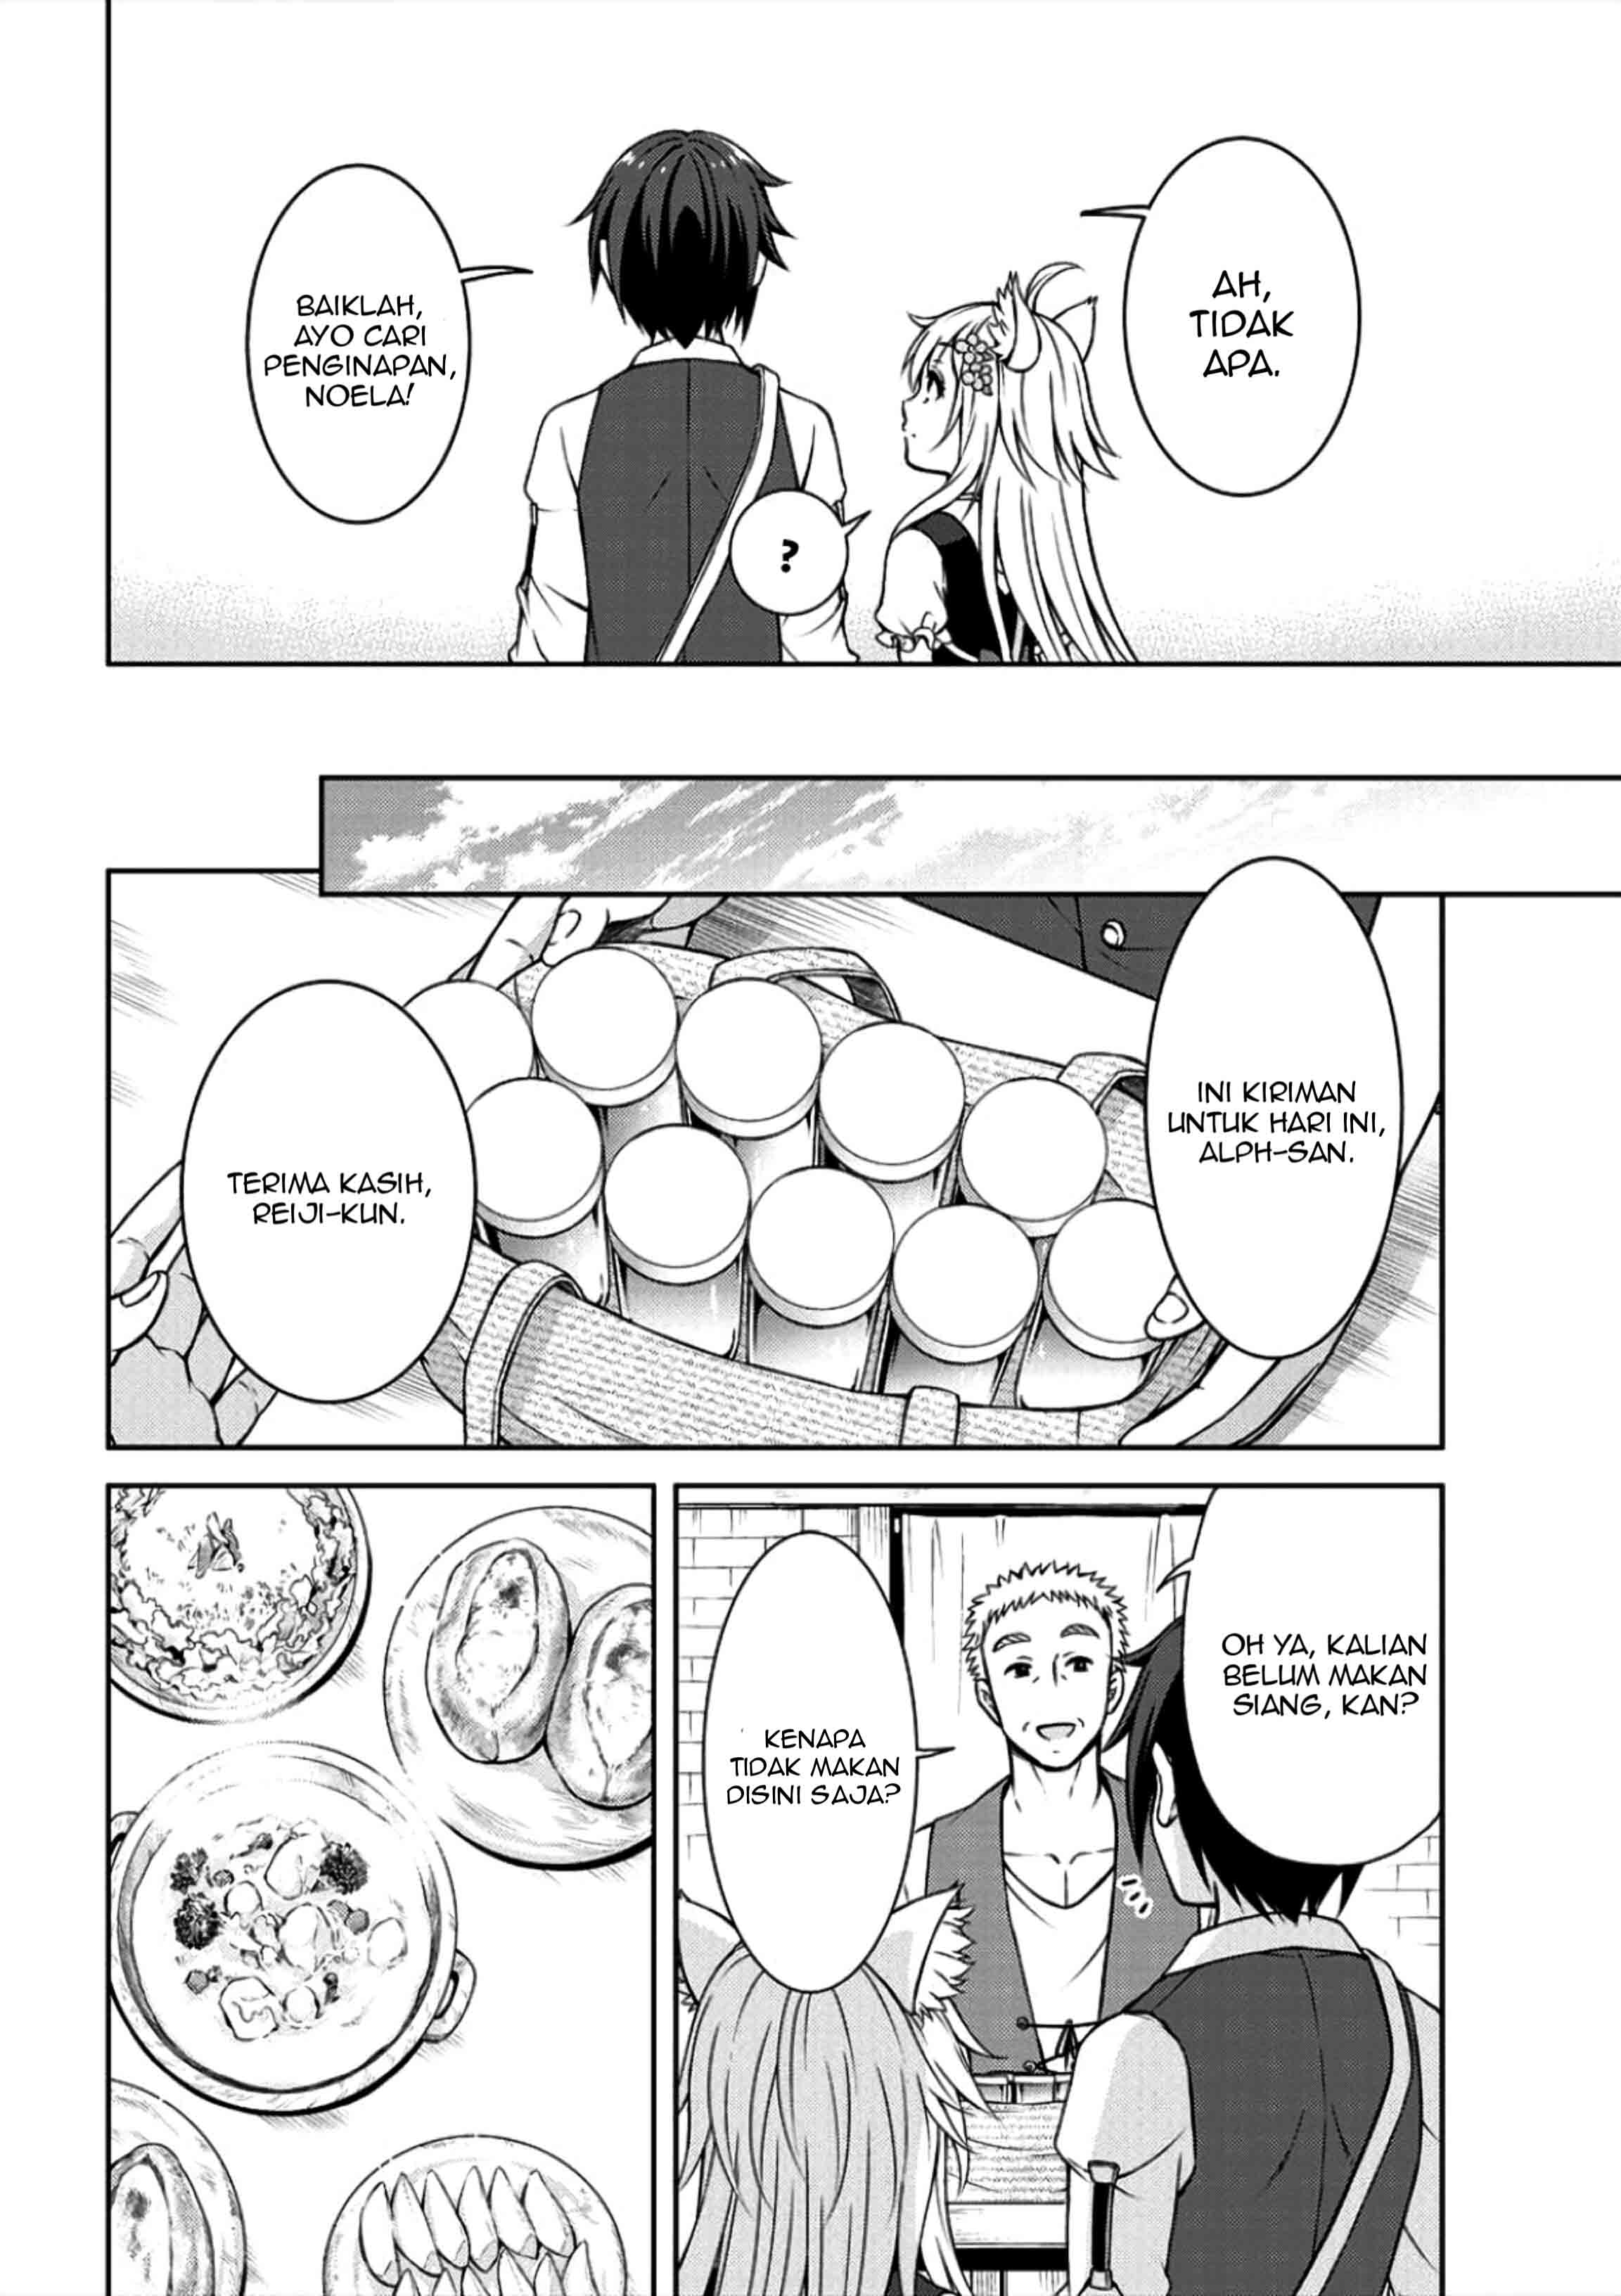 AH,
TIDAK
APA.
?
BAIKLAH,
AYO CARI
PENGINAPAN,
NOELA!
INI KIRIMAN
UNTUK HARI INI,
ALPH-SAN.
TERIMA KASIH,
REIJI-KUN.
OH YA, KALIAN
BELUM MAKAN
SIANG, KAN?
KENAPA
TIDAK MAKAN
DISINI SAJA?